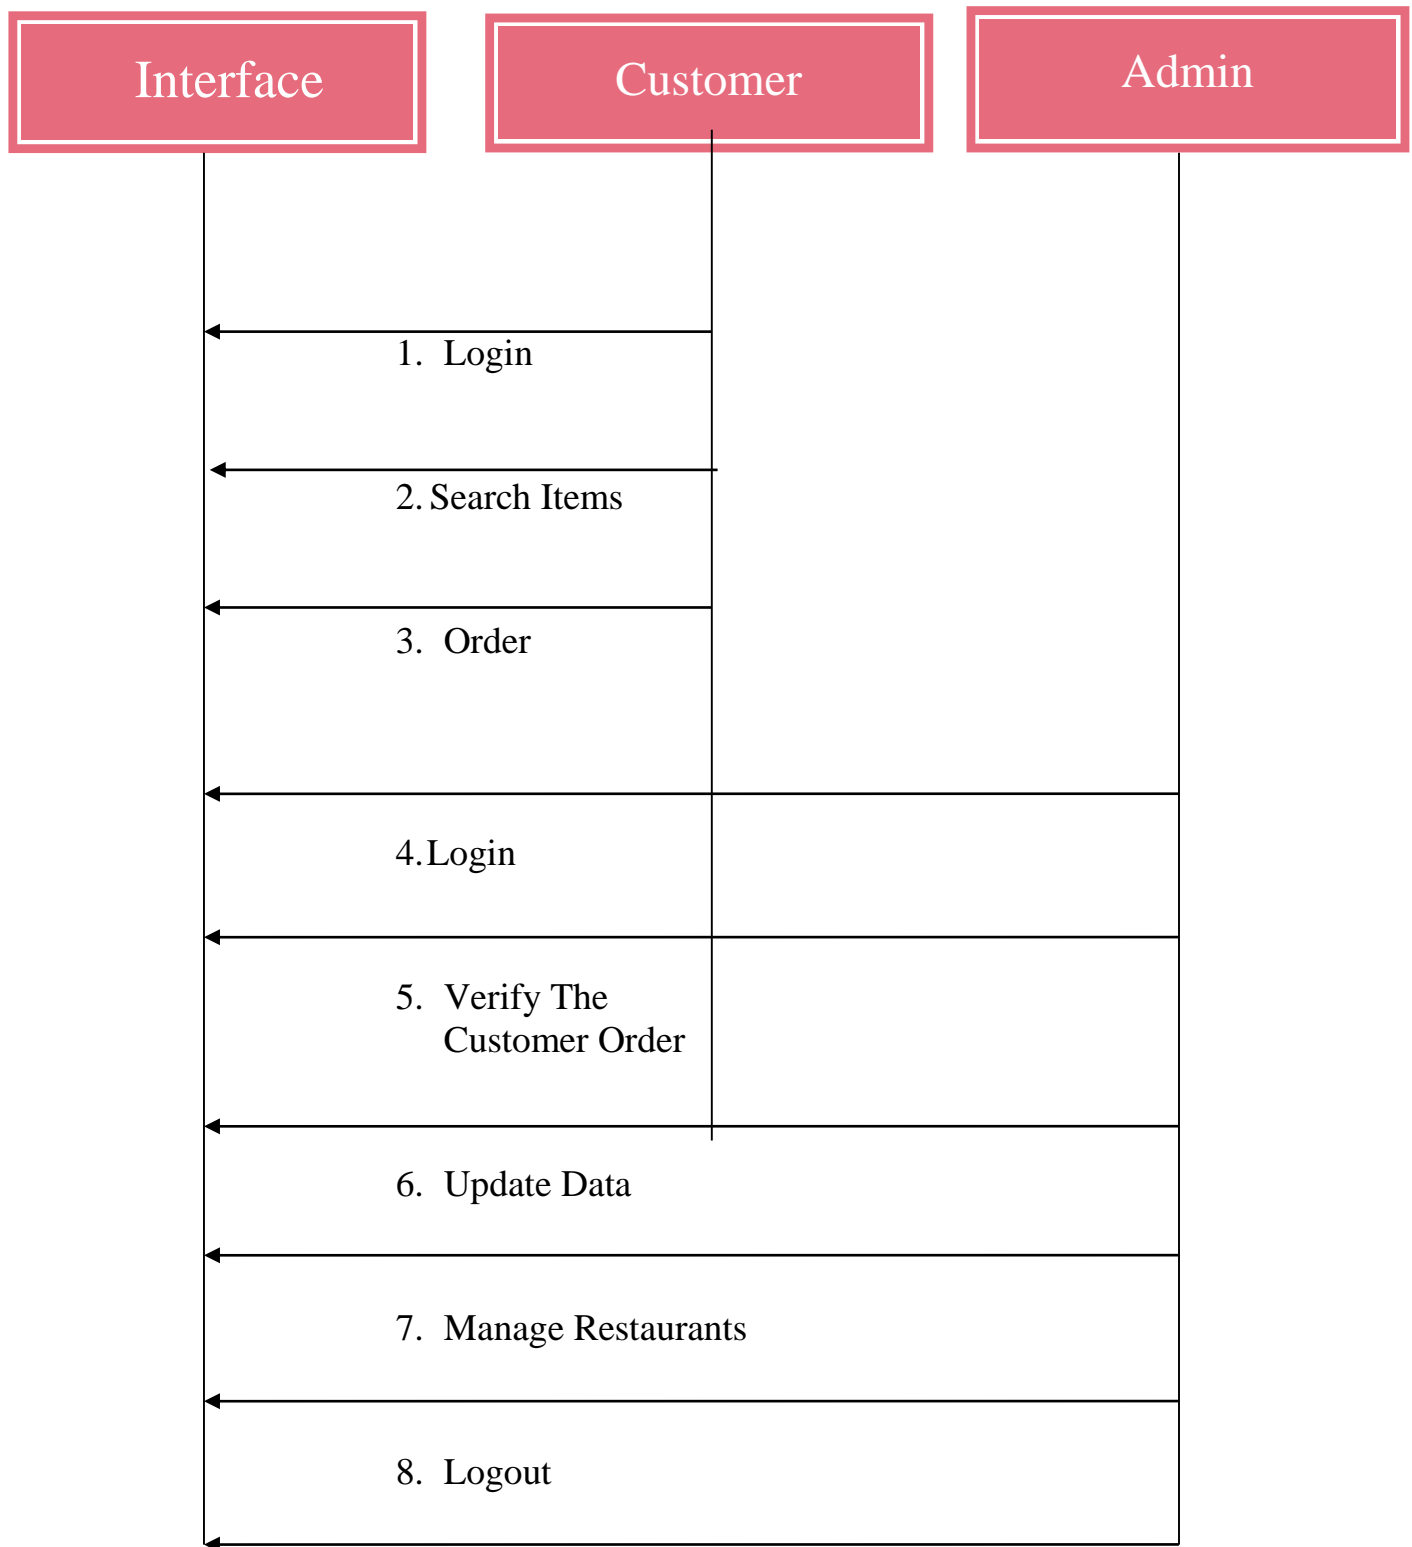 Interface
Customer
Admin
1. Login
2. Search Items
3. Order
4. Login
5. Verify The
Customer Order
6. Update Data
7. Manage Restaurants
8. Logout